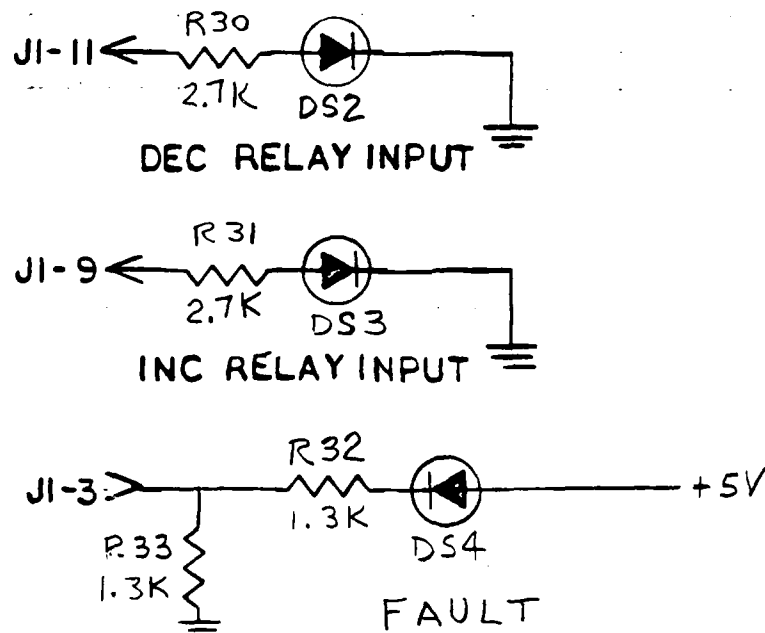 R30
J1-11
2.7K
DS2
DEC RELAY INPUT
R31
J1-9
2.7K
DS3
INC RELAY INPUT
R32
J1-3
+5V
1.3K
R33
DS4
1.3K
FAULT